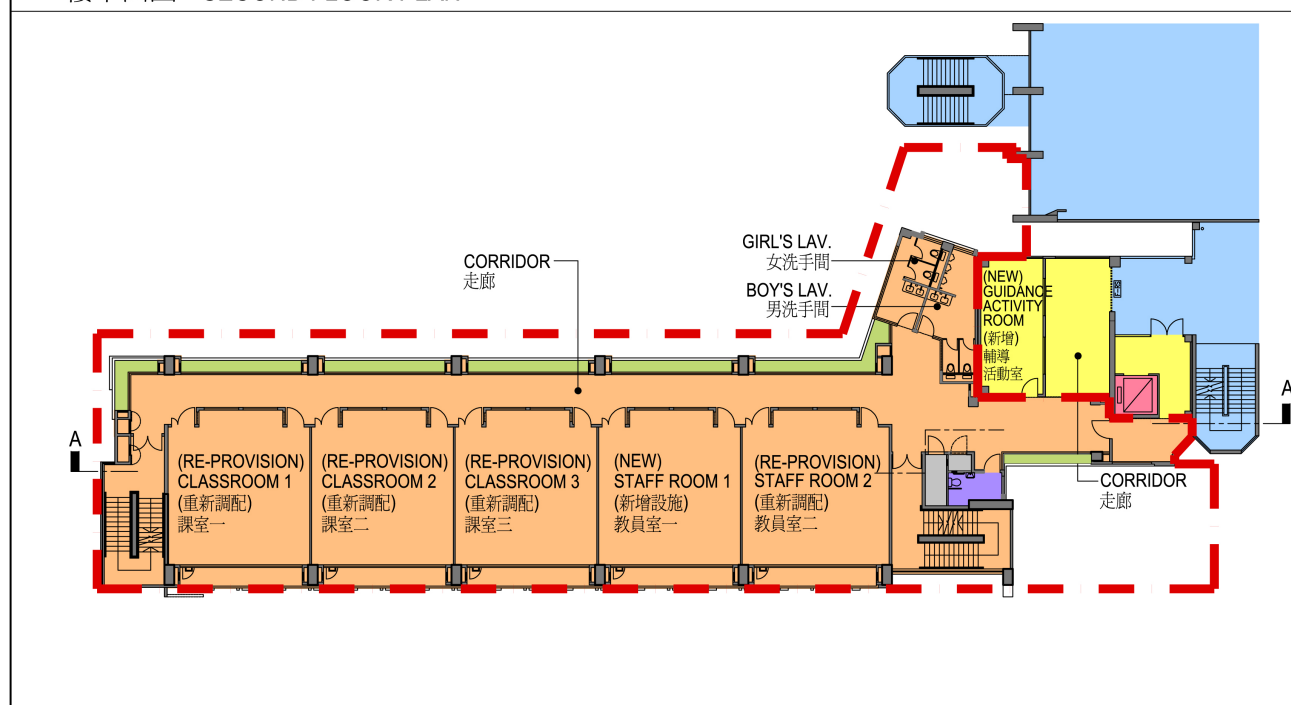 SECOND FLOOR PLAN
GIRL'S LAV.
女洗手間
BOY'S LAV.
男洗手間
CORRIDOR
走廊
(NEW)
GUIDANCE
ACTIVITY
ROOM
(新增)
輔導
活動室
A
A
(RE-PROVISION)
CLASSROOM 1
(重新調配)
課室一
(RE-PROVISION)
CLASSROOM 2
(重新調配)
課室二
(RE-PROVISION)
CLASSROOM 3
(重新調配)
課室三
(NEW)
STAFF ROOM 1
(新增設施)
教員室一
(RE-PROVISION)
STAFF ROOM 2
(重新調配)
教員室二
CORRIDOR
走廊